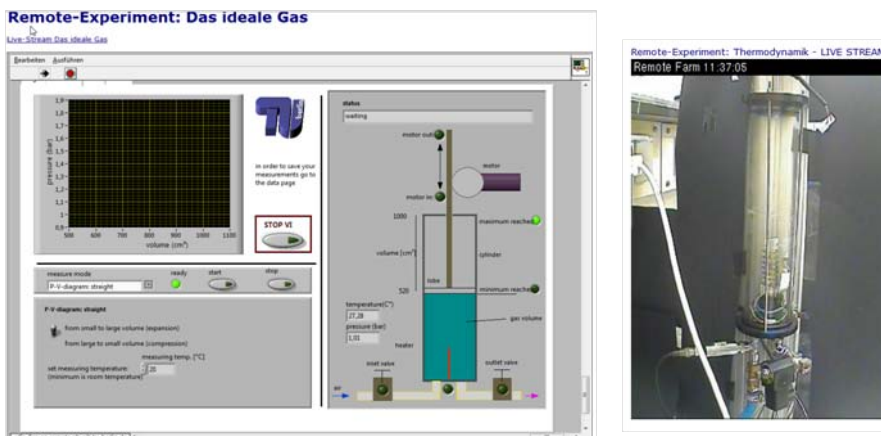 Remote-Experiment: Das ideale Gas
Live-Stream Das ideale Gas
Bearbeiten Ausführen
1,9
1,8
1,7
1,6
1,5
1,4
1,3
1,2
1,1
1
0,9
pressure (bar)
500 600 700 800 900 1000 1100
volume (cm³)
in order to save your
measurements go to
the data page
STOP VI
measure mode
P-V-diagram: straight
ready
start
stop
P-V-diagram: straight
from small to large volume (expansion)
from large to small volume (compression)
measuring temp. [°C]
set measuring temperature:
(minimum is room temperature)
20
status
waiting
motor out
motor
motor in
1000
maximum reached
volume [cm³]
cylinder
lobe
520
minimum reached
temperature(C°)
27,28
pressure (bar)
1,01
gas volume
heater
inlet valve
outlet valve
air
Remote-Experiment: Thermodynamik - LIVE STREAM
Remote Farm 11:37:05